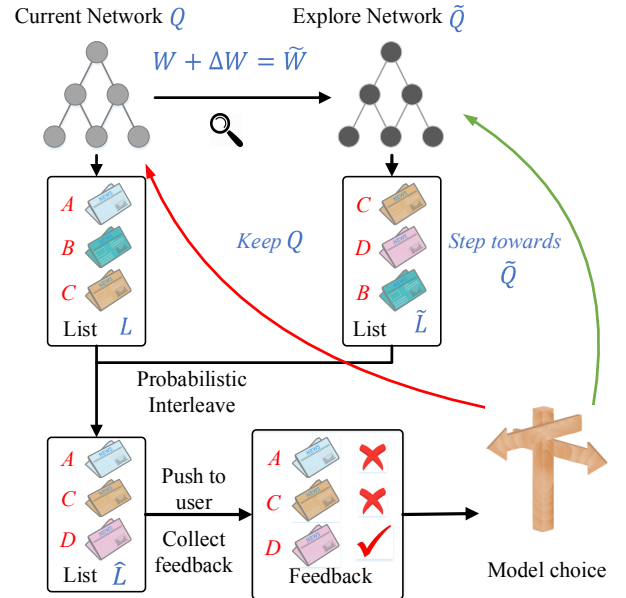 Current Network Q
Explore Network Q̃
W + ΔW = W̃
A
B
C
List L
C
D
B
List L̃
Keep Q
Step towards
Q̃
Probabilistic
Interleave
A
C
D
List L̂
Push to
user
Collect
feedback
A
C
D
Feedback
Model choice